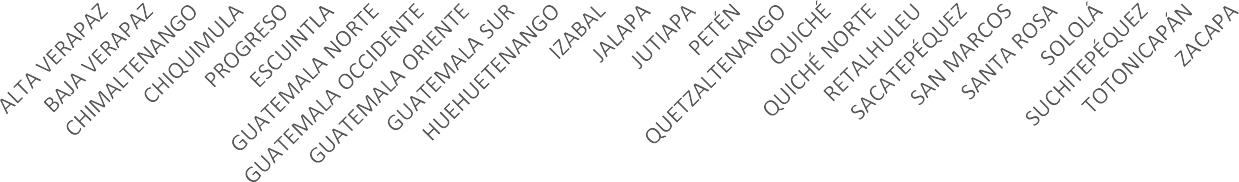 ALTA VERAPAZ
BAJA VERAPAZ
CHIMALTENANGO
CHIQUIMULA
PROGRESO
ESCUINTLA
GUATEMALA NORTE
GUATEMALA OCCIDENTE
GUATEMALA ORIENTE
GUATEMALA SUR
HUEHUETENANGO
IZABAL
JALAPA
JUTIAPA
PETÉN
QUETZALTENANGO
QUICHÉ
QUICHÉ NORTE
RETALHULEU
SACATEPÉQUEZ
SAN MARCOS
SANTA ROSA
SOLOLÁ
SUCHITEPÉQUEZ
TOTONICAPÁN
ZACAPA